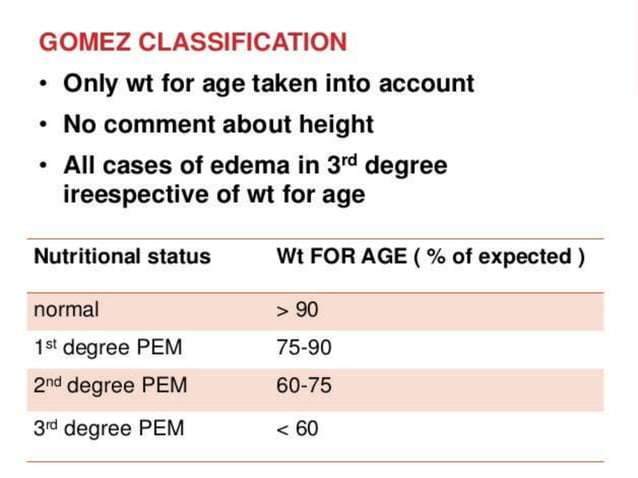 GOMEZ CLASSIFICATION
• Only wt for age taken into account
• No comment about height
• All cases of edema in 3rd degree
ireespective of wt for age
Nutritional status Wt FOR AGE ( % of expected )
normal > 90
1st degree PEM 75-90
2nd degree PEM 60-75
3rd degree PEM < 60